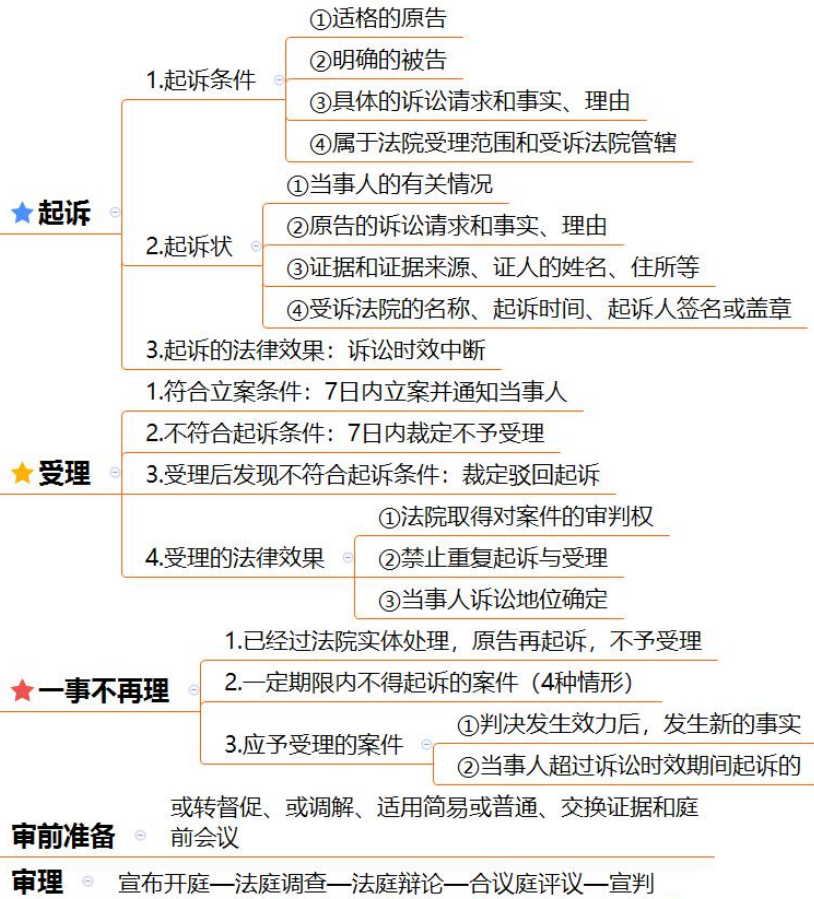 起诉
1.起诉条件
①适格的原告
②明确的被告
③具体的诉讼请求和事实、理由
④属于法院受理范围和受诉法院管辖
2.起诉状
①当事人的有关情况
②原告的诉讼请求和事实、理由
③证据和证据来源、证人的姓名、住所等
④受诉法院的名称、起诉时间、起诉人签名或盖章
3.起诉的法律效果：诉讼时效中断
受理
1.符合立案条件：7日内立案并通知当事人
2.不符合起诉条件：7日内裁定不予受理
3.受理后发现不符合起诉条件：裁定驳回起诉
4.受理的法律效果
①法院取得对案件的审判权
②禁止重复起诉与受理
③当事人诉讼地位确定
一事不再理
1.已经过法院实体处理，原告再起诉，不予受理
2.一定期限内不得起诉的案件（4种情形）
3.应予受理的案件
①判决发生效力后，发生新的事实
②当事人超过诉讼时效期间起诉的
审前准备
或转督促、或调解、适用简易或普通、交换证据和庭
前会议
审理
宣布开庭—法庭调查—法庭辩论—合议庭评议—宣判